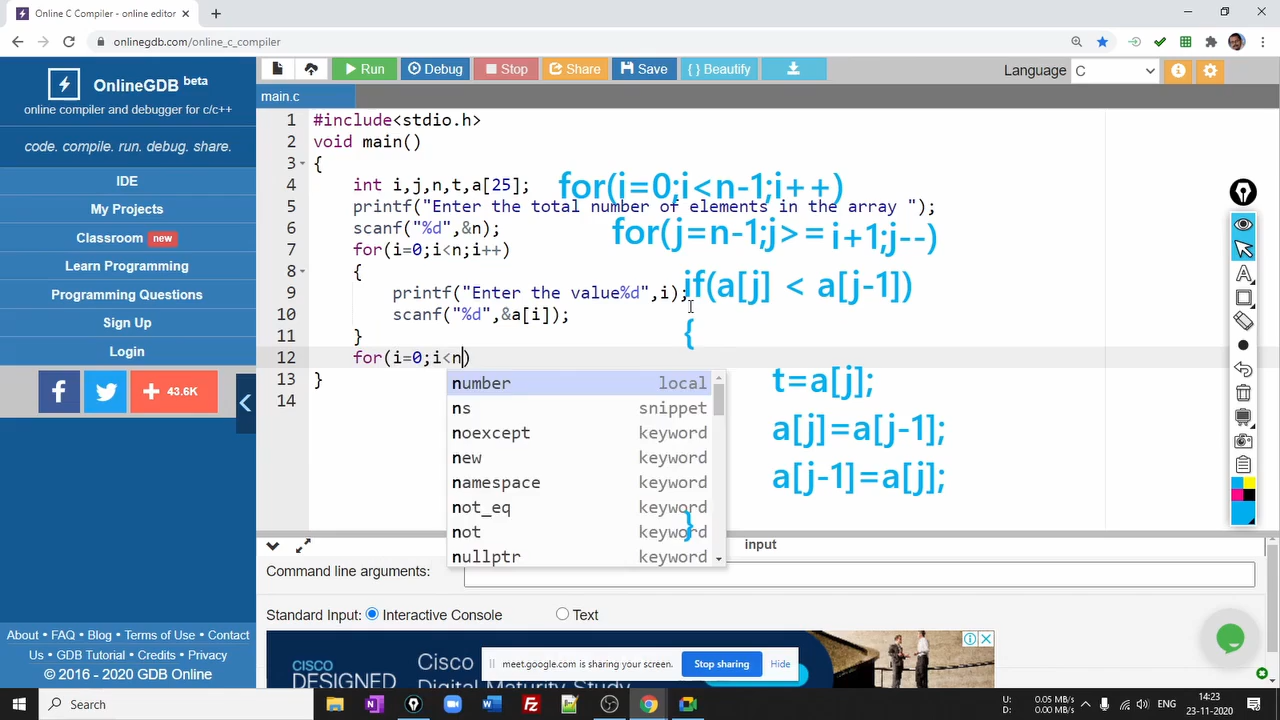 Online C Compiler - online editor
onlinegdb.com/online_c_compiler
OnlineGDB beta
online compiler and debugger for c/c++
code. compile. run. debug. share.
IDE
My Projects
Classroom new
Learn Programming
Programming Questions
Sign Up
Login
43.6K
About • FAQ • Blog • Terms of Use • Contact
Us • GDB Tutorial • Credits • Privacy
© 2016 - 2020 GDB Online
Run
Debug
Stop
Share
Save
{ } Beautify
Language C
main.c
1 #include<stdio.h>
2 void main()
3 {
4 int i,j,n,t,a[25];
5 printf("Enter the total number of elements in the array ");
6 scanf("%d",&n);
7 for(i=0;i<n;i++)
8 {
9 printf("Enter the value%d",i);
10 scanf("%d",&a[i]);
11 }
12 for(i=0;i<n)
13 }
14
number local
ns snippet
noexcept keyword
new keyword
namespace keyword
not_eq keyword
not keyword
nullptr keyword
for(i=0;i<n-1;i++)
for(j=n-1;j>=i+1;j--)
if(a[j] < a[j-1])
{
t=a[j];
a[j]=a[j-1];
a[j-1]=a[j];
}
input
Command line arguments:
Standard Input: Interactive Console Text
CISCO
DESIGNED
Cisco
Digital Maturity Study
meet.google.com is sharing your screen.
Stop sharing
Hide
Search
U: 0.05 MB/s
D: 0.00 MB/s
ENG
14:23
23-11-2020